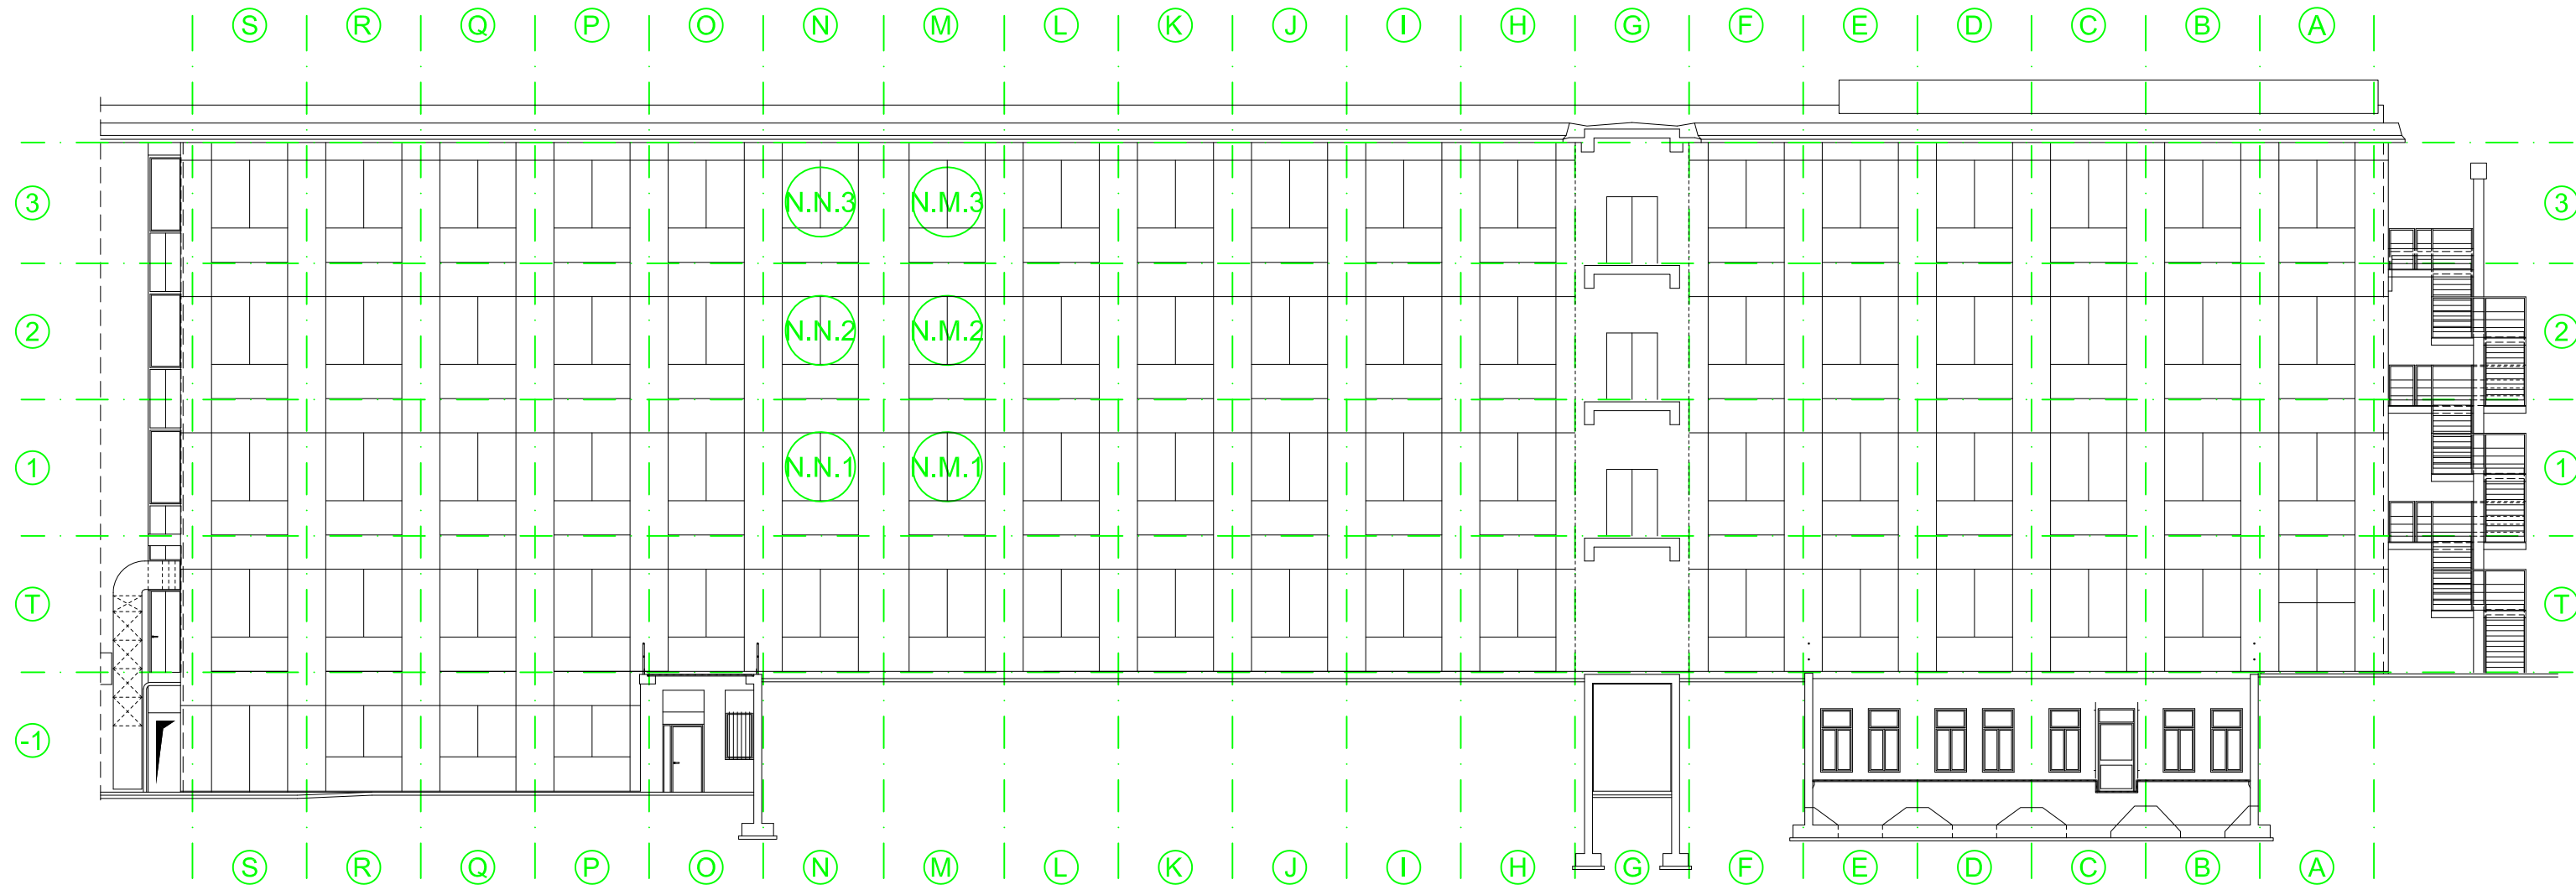 S R Q P O N M L K J I H G F E D C B A
3 N.N.3 N.M.3 3
2 N.N.2 N.M.2 2
1 N.N.1 N.M.1 1
T T
-1
S R Q P O N M L K J I H G F E D C B A